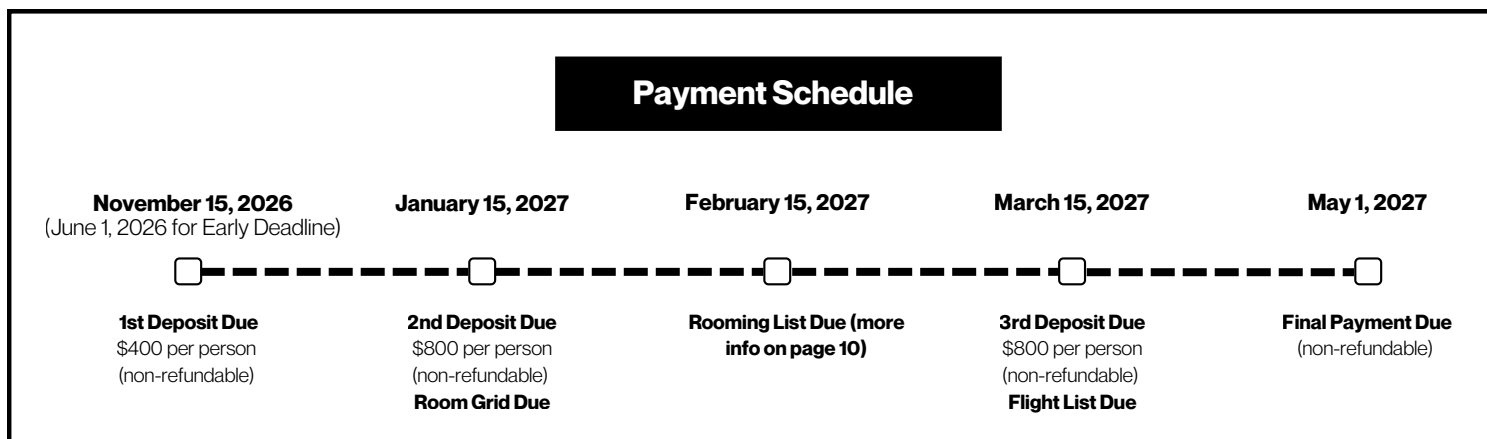 Payment Schedule
November 15, 2026
(June 1, 2026 for Early Deadline)
1st Deposit Due
$400 per person
(non-refundable)
January 15, 2027
2nd Deposit Due
$800 per person
(non-refundable)
Room Grid Due
February 15, 2027
Rooming List Due (more
info on page 10)
March 15, 2027
3rd Deposit Due
$800 per person
(non-refundable)
Flight List Due
May 1, 2027
Final Payment Due
(non-refundable)